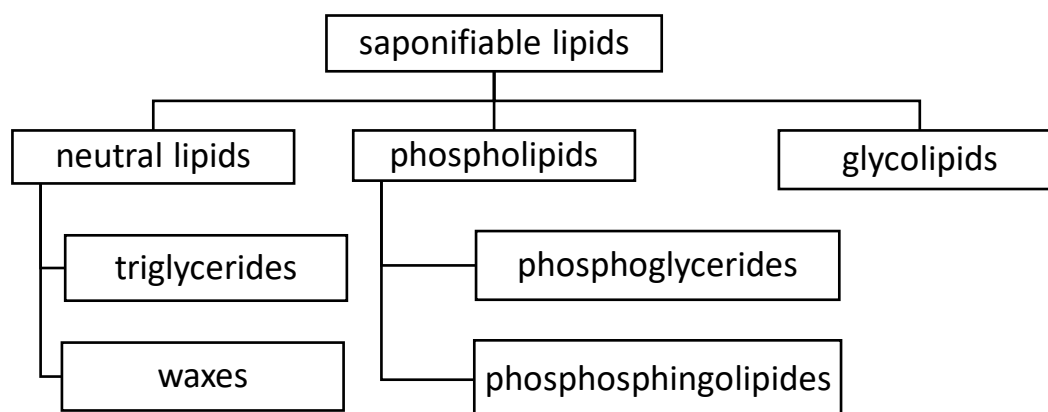 saponifiable lipids
neutral lipids
phospholipids
glycolipids
triglycerides
phosphoglycerides
waxes
phosphosphingolipides